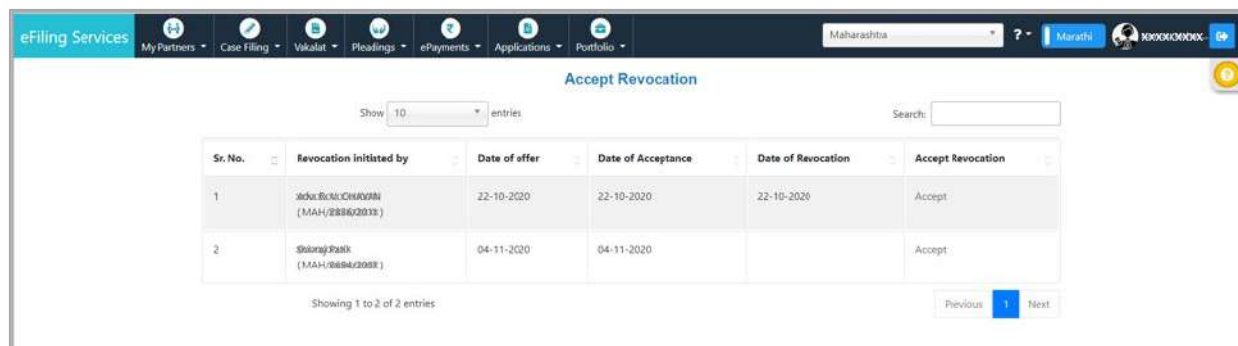 eFiling Services
My Partners Case Filing Vakalat Pleadings ePayments Applications Portfolio Maharashtra ? Marathi
Accept Revocation
Show 10 entries Search:
Sr. No. Revocation initiated by Date of offer Date of Acceptance Date of Revocation Accept Revocation
1 22-10-2020 22-10-2020 22-10-2020 Accept
(MAH/
2 04-11-2020 04-11-2020 Accept
(MAH/
Showing 1 to 2 of 2 entries Previous 1 Next